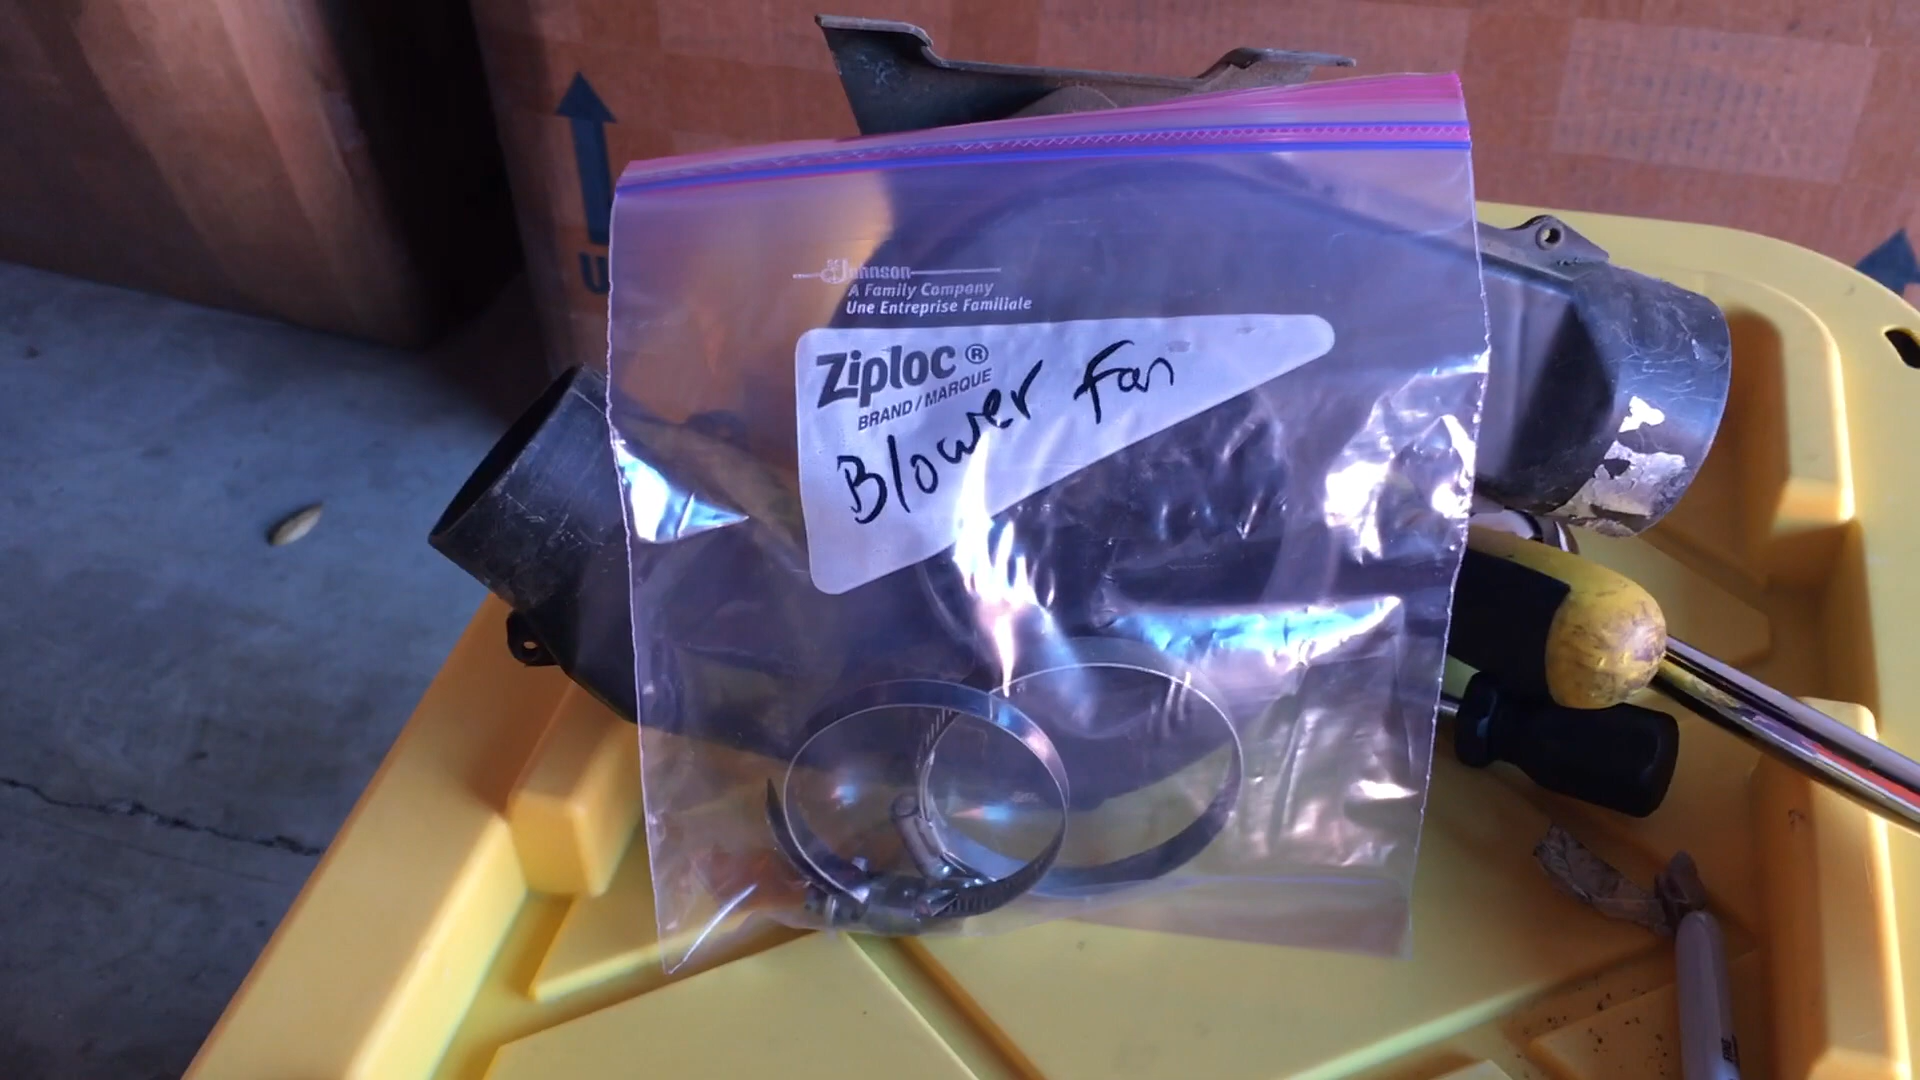 Johnson
A Family Company
Une Entreprise Familiale
Ziploc®
BRAND/MARQUE
Blower Fan
U